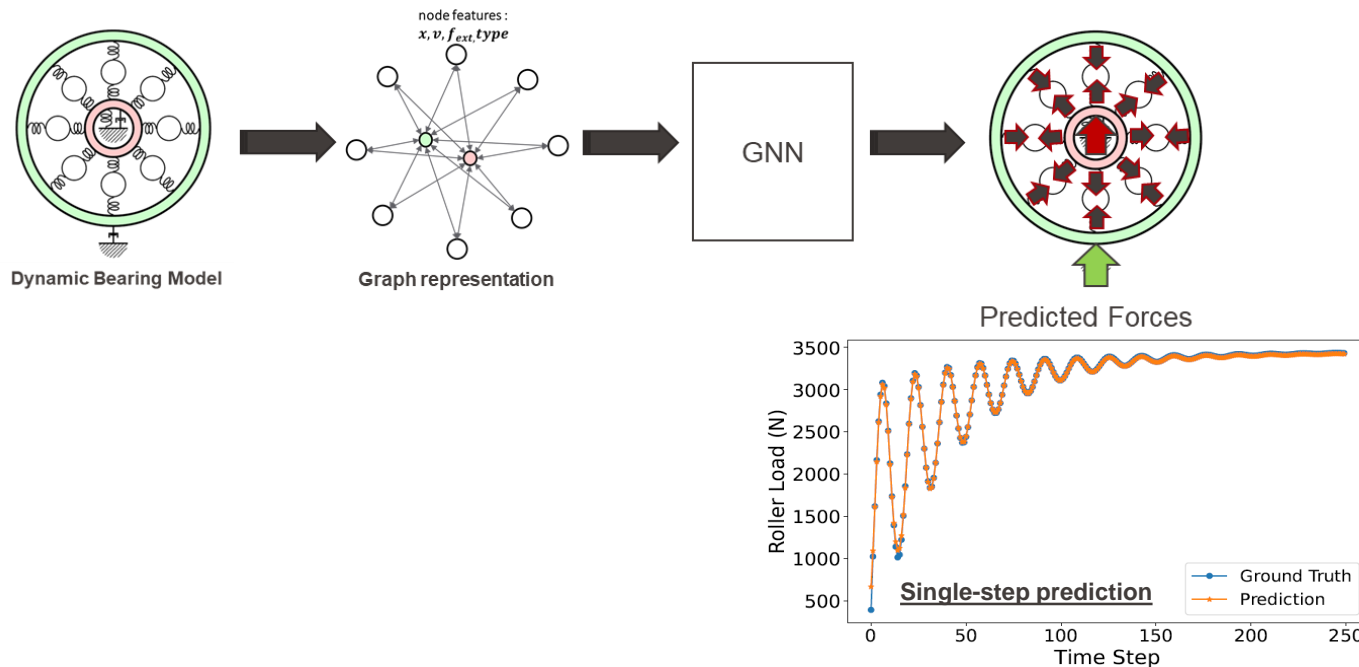 node features :
x, v, f_ext, type
GNN
Dynamic Bearing Model
Graph representation
Predicted Forces
3500
3000
2500
2000
1500
1000
500
Roller Load (N)
Single-step prediction
Ground Truth
Prediction
0
50
100
150
200
250
Time Step